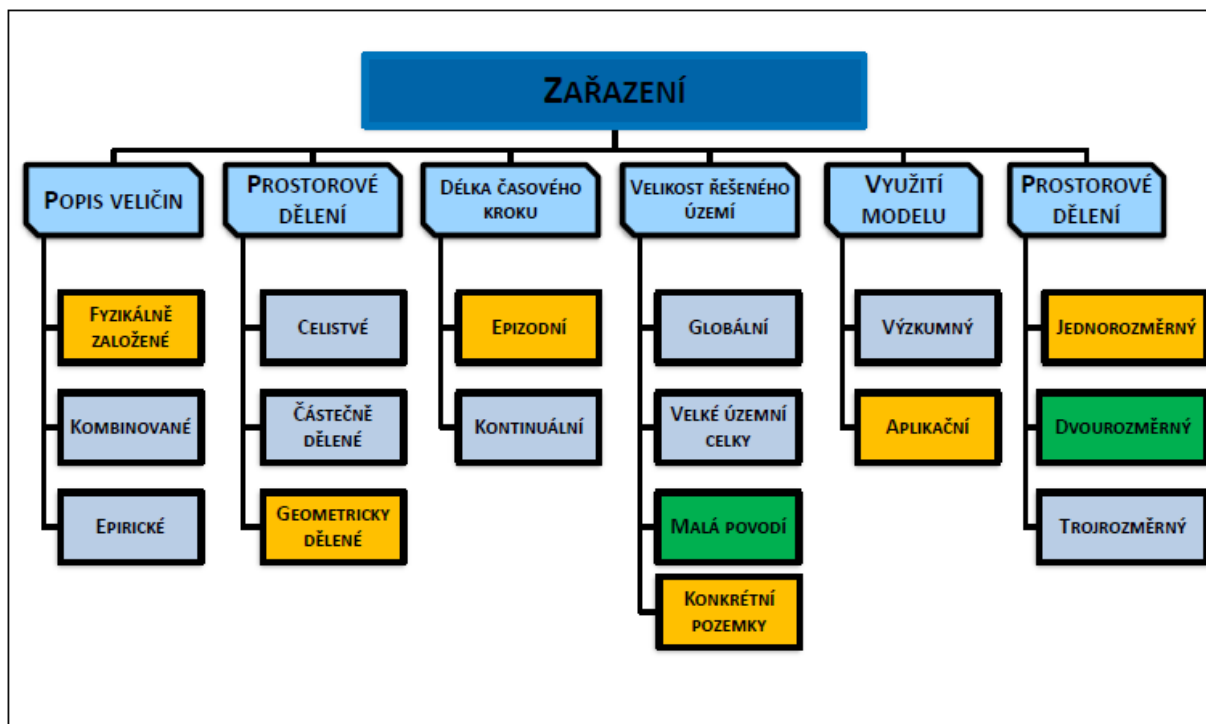 ZAŘAZENÍ
POPIS VELIČIN
PROSTOROVÉ
DĚLENÍ
DÉLKA ČASOVÉHO
KROKU
VELIKOST ŘEŠENÉHO
ÚZEMÍ
VYUŽITÍ
MODELU
PROSTOROVÉ
DĚLENÍ
FYZIKÁLNĚ
ZALOŽENÉ
KOMBINOVANÉ
EPIRICKÉ
CELISTVÉ
ČÁSTEČNĚ
DĚLENÉ
GEOMETRICKY
DĚLENÉ
EPIZODNÍ
KONTINUÁLNÍ
GLOBÁLNÍ
VELKÉ ÚZEMNÍ
CELKY
MALÁ POVODÍ
KONKRÉTNÍ
POZEMKY
VÝZKUMNÝ
APLIKAČNÍ
JEDNOROZMĚRNÝ
DVOUROZMĚRNÝ
TROJROZMĚRNÝ